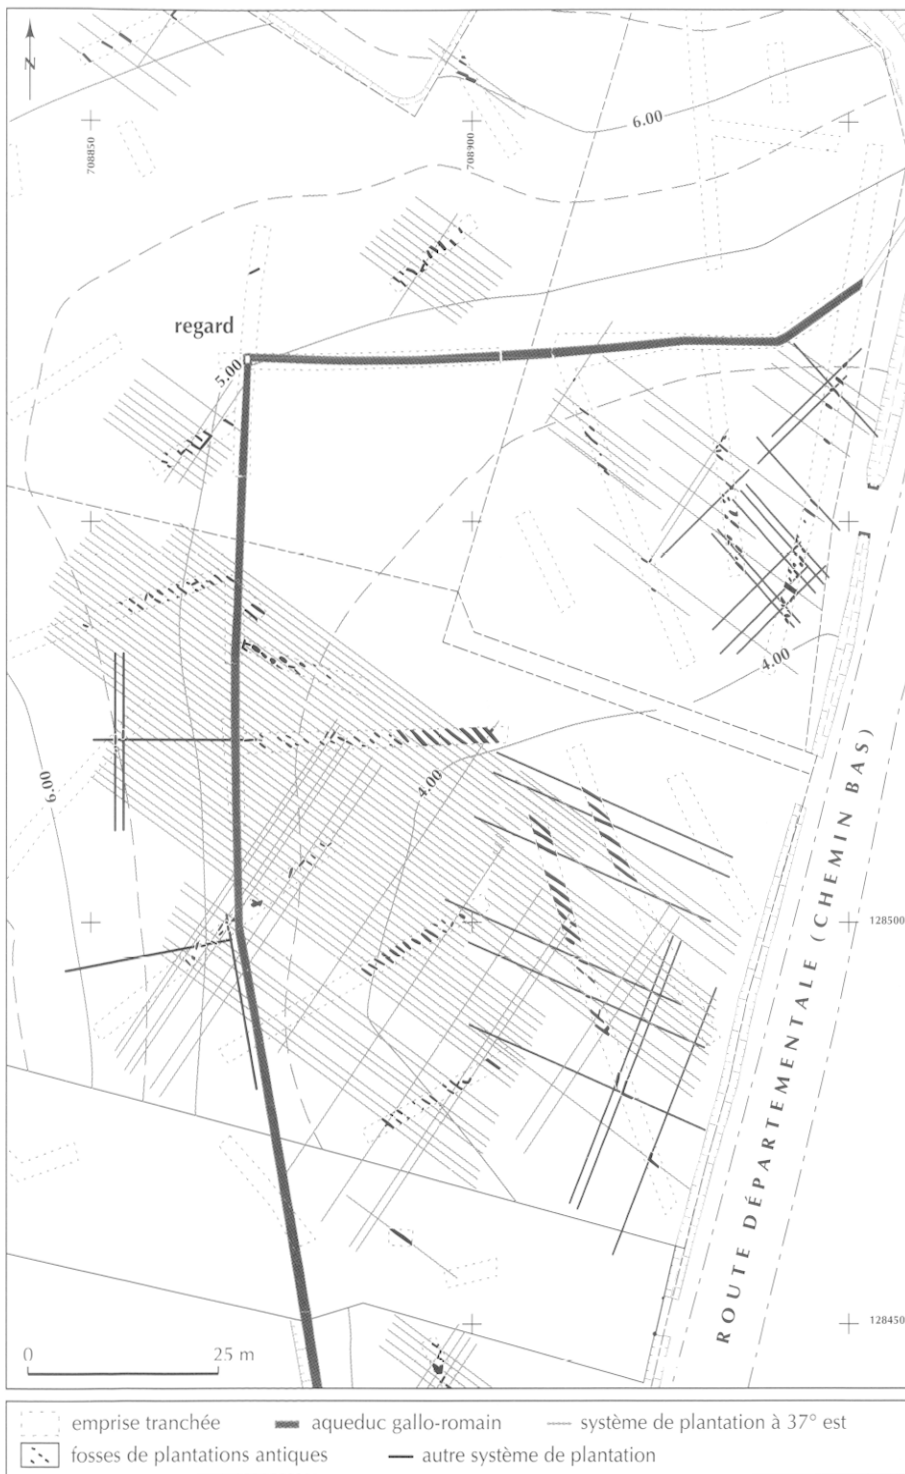 N
708850
708900
6.00
regard
5.00
4.00
6.00
4.00
128500
ROUTE DÉPARTEMENTALE (CHEMIN BAS)
128450
0 25 m
emprise tranchée aqueduc gallo-romain système de plantation à 37° est
fosses de plantations antiques autre système de plantation